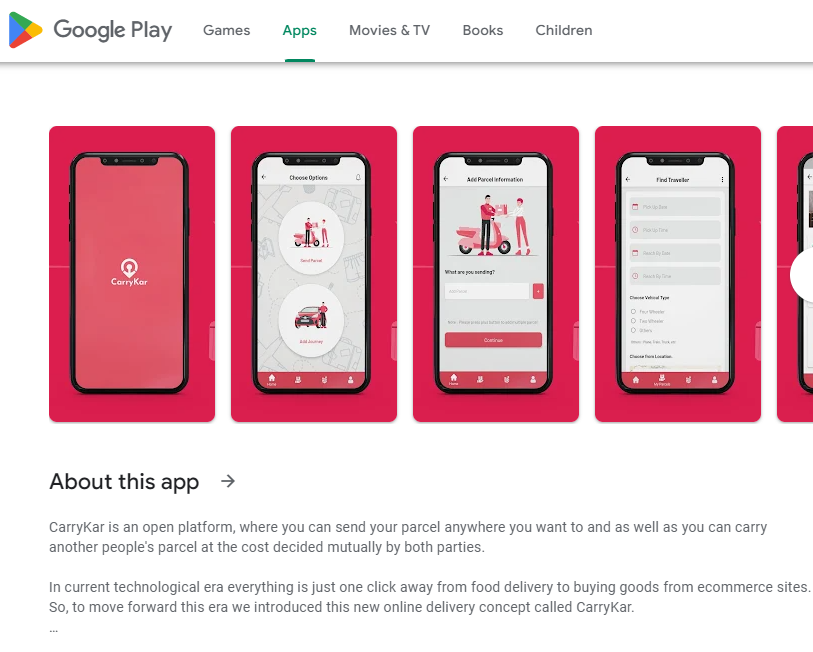 Google Play Games Apps Movies & TV Books Children
CarryKar
Choose Options
Send Parcel
Add Journey
Home
Add Parcel Information
What are you sending?
Continue
Home
Find Traveller
Pick Up Date
Pick Up Time
Reach By Date
Reach By Time
Choose Vehical Type
Four Wheeler
Two Wheeler
Others
Choose from Location
My Parcels
About this app
CarryKar is an open platform, where you can send your parcel anywhere you want to and as well as you can carry
another people's parcel at the cost decided mutually by both parties.
In current technological era everything is just one click away from food delivery to buying goods from ecommerce sites.
So, to move forward this era we introduced this new online delivery concept called CarryKar.
...